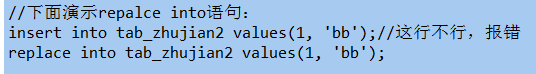 //下面演示repalce into语句：
insert into tab_zhujian2 values(1, 'bb');//这行不行，报错
replace into tab_zhujian2 values(1, 'bb');